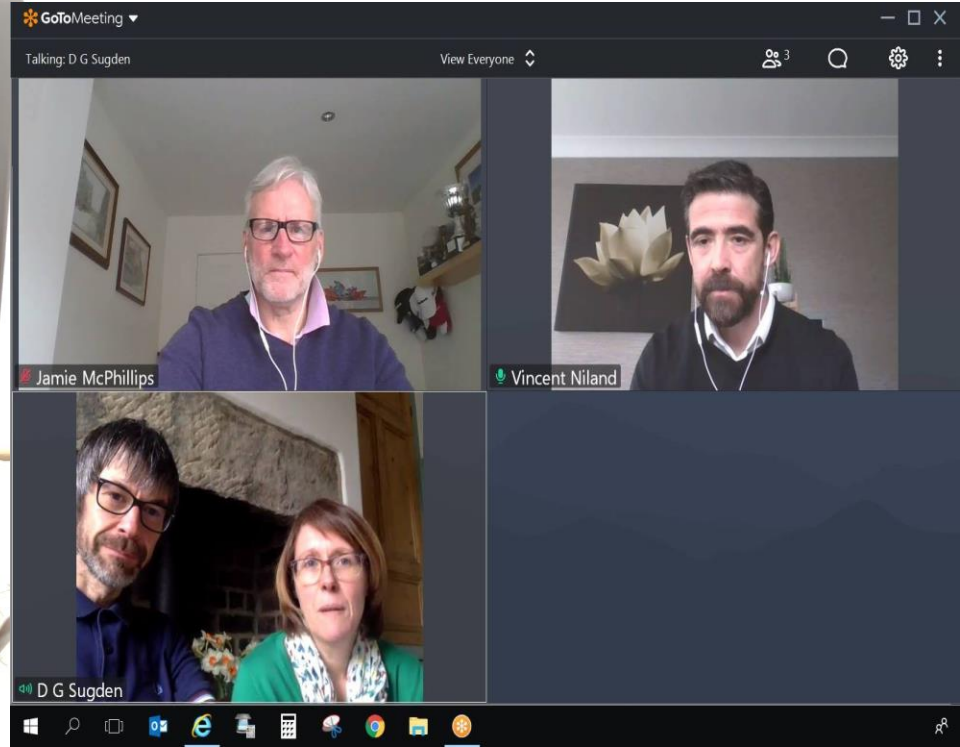 GoToMeeting
Talking: D G Sugden
View Everyone
3
Jamie McPhillips
Vincent Niland
D G Sugden